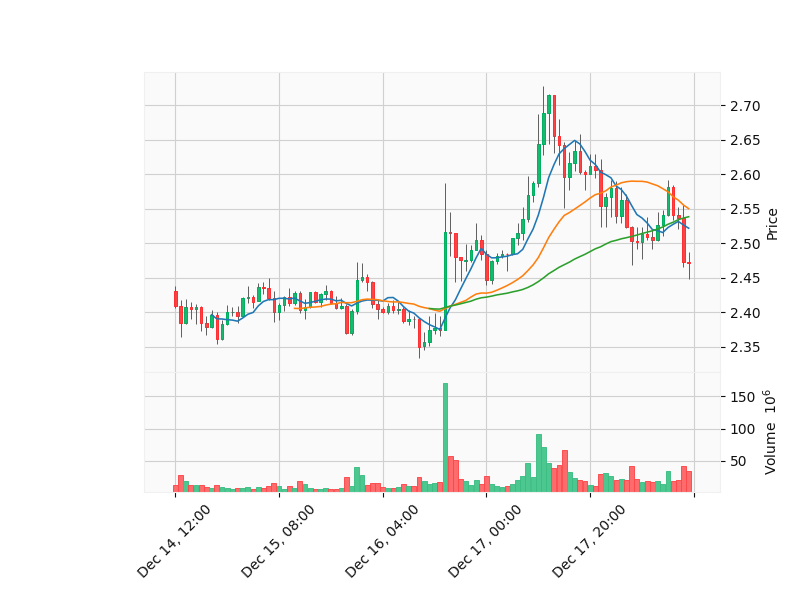 2.70
2.65
2.60
2.55
2.50
2.45
2.40
2.35
Price
150
100
50
Volume 10⁶
Dec 14, 12:00
Dec 15, 08:00
Dec 16, 04:00
Dec 17, 00:00
Dec 17, 20:00